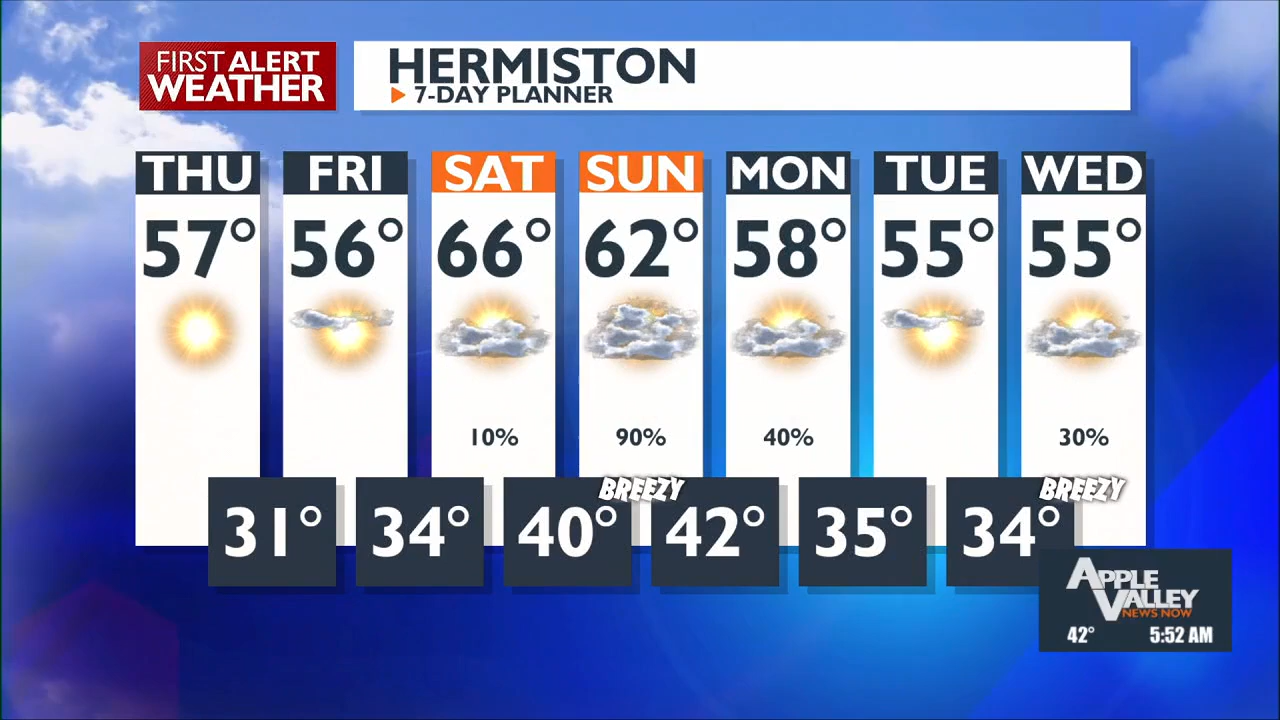 FIRST ALERT
WEATHER
HERMISTON
7-DAY PLANNER
THU FRI SAT SUN MON TUE WED
57° 56° 66° 62° 58° 55° 55°
10% 90% 40% 30%
BREEZY BREEZY
31° 34° 40° 42° 35° 34°
APPLE
VALLEY
NEWS NOW
42° 5:52 AM